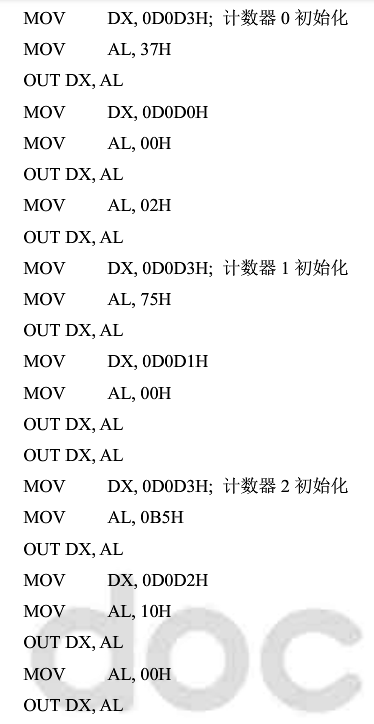 MOV DX, 0D0D3H; 计数器 0 初始化
MOV AL, 37H
OUT DX, AL
MOV DX, 0D0D0H
MOV AL, 00H
OUT DX, AL
MOV AL, 02H
OUT DX, AL
MOV DX, 0D0D3H; 计数器 1 初始化
MOV AL, 75H
OUT DX, AL
MOV DX, 0D0D1H
MOV AL, 00H
OUT DX, AL
OUT DX, AL
MOV DX, 0D0D3H; 计数器 2 初始化
MOV AL, 0B5H
OUT DX, AL
MOV DX, 0D0D2H
MOV AL, 10H
OUT DX, AL
MOV AL, 00H
OUT DX, AL
doc